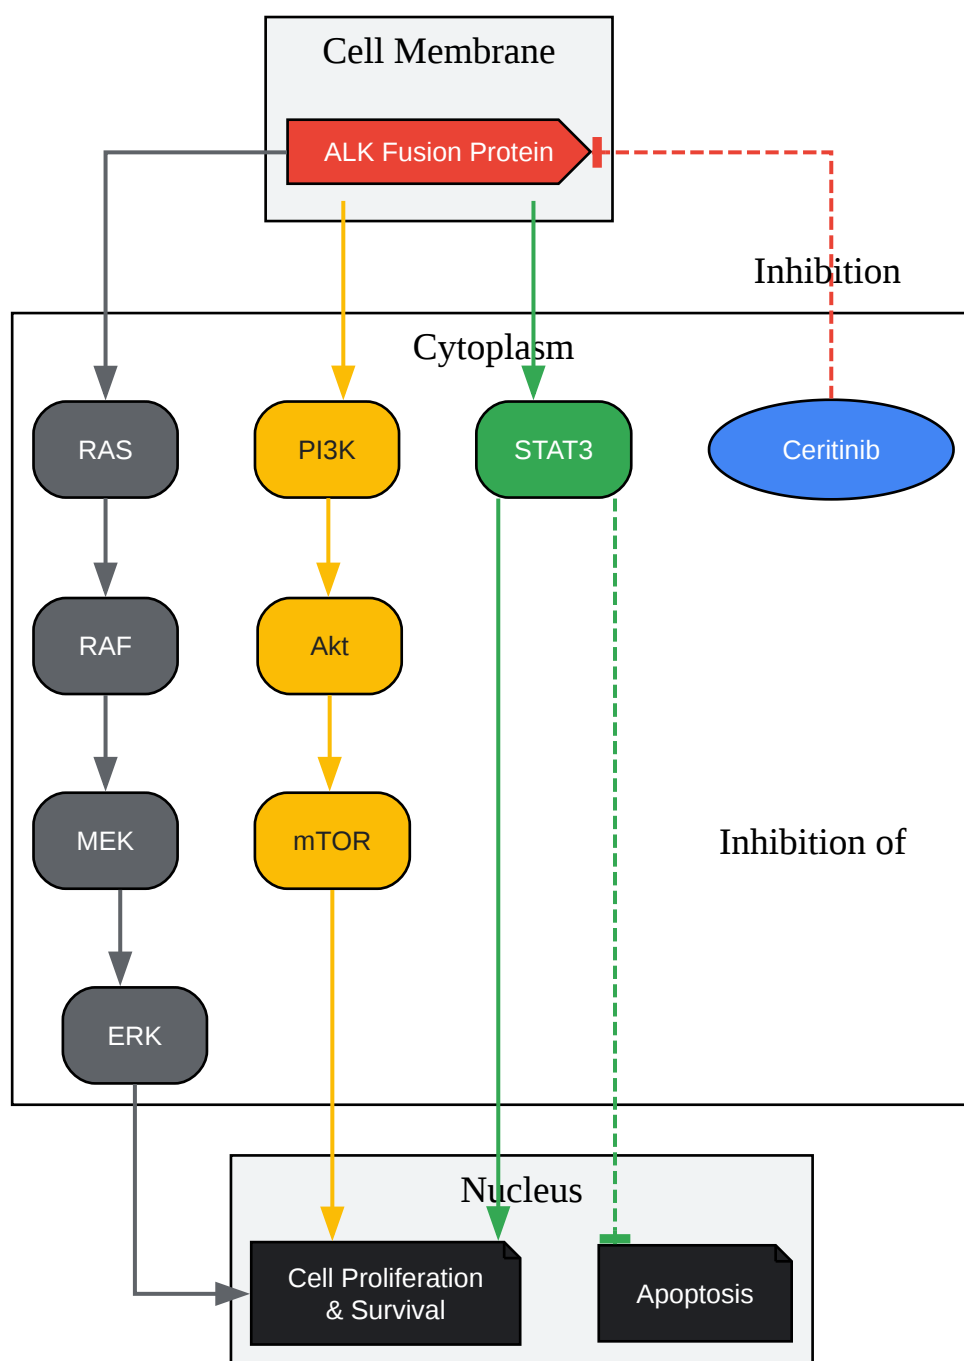 Cell Membrane
ALK Fusion Protein
Inhibition
Cytoplasm
RAS
PI3K
STAT3
Ceritinib
RAF
Akt
MEK
mTOR
Inhibition of
ERK
Nucleus
Cell Proliferation
& Survival
Apoptosis